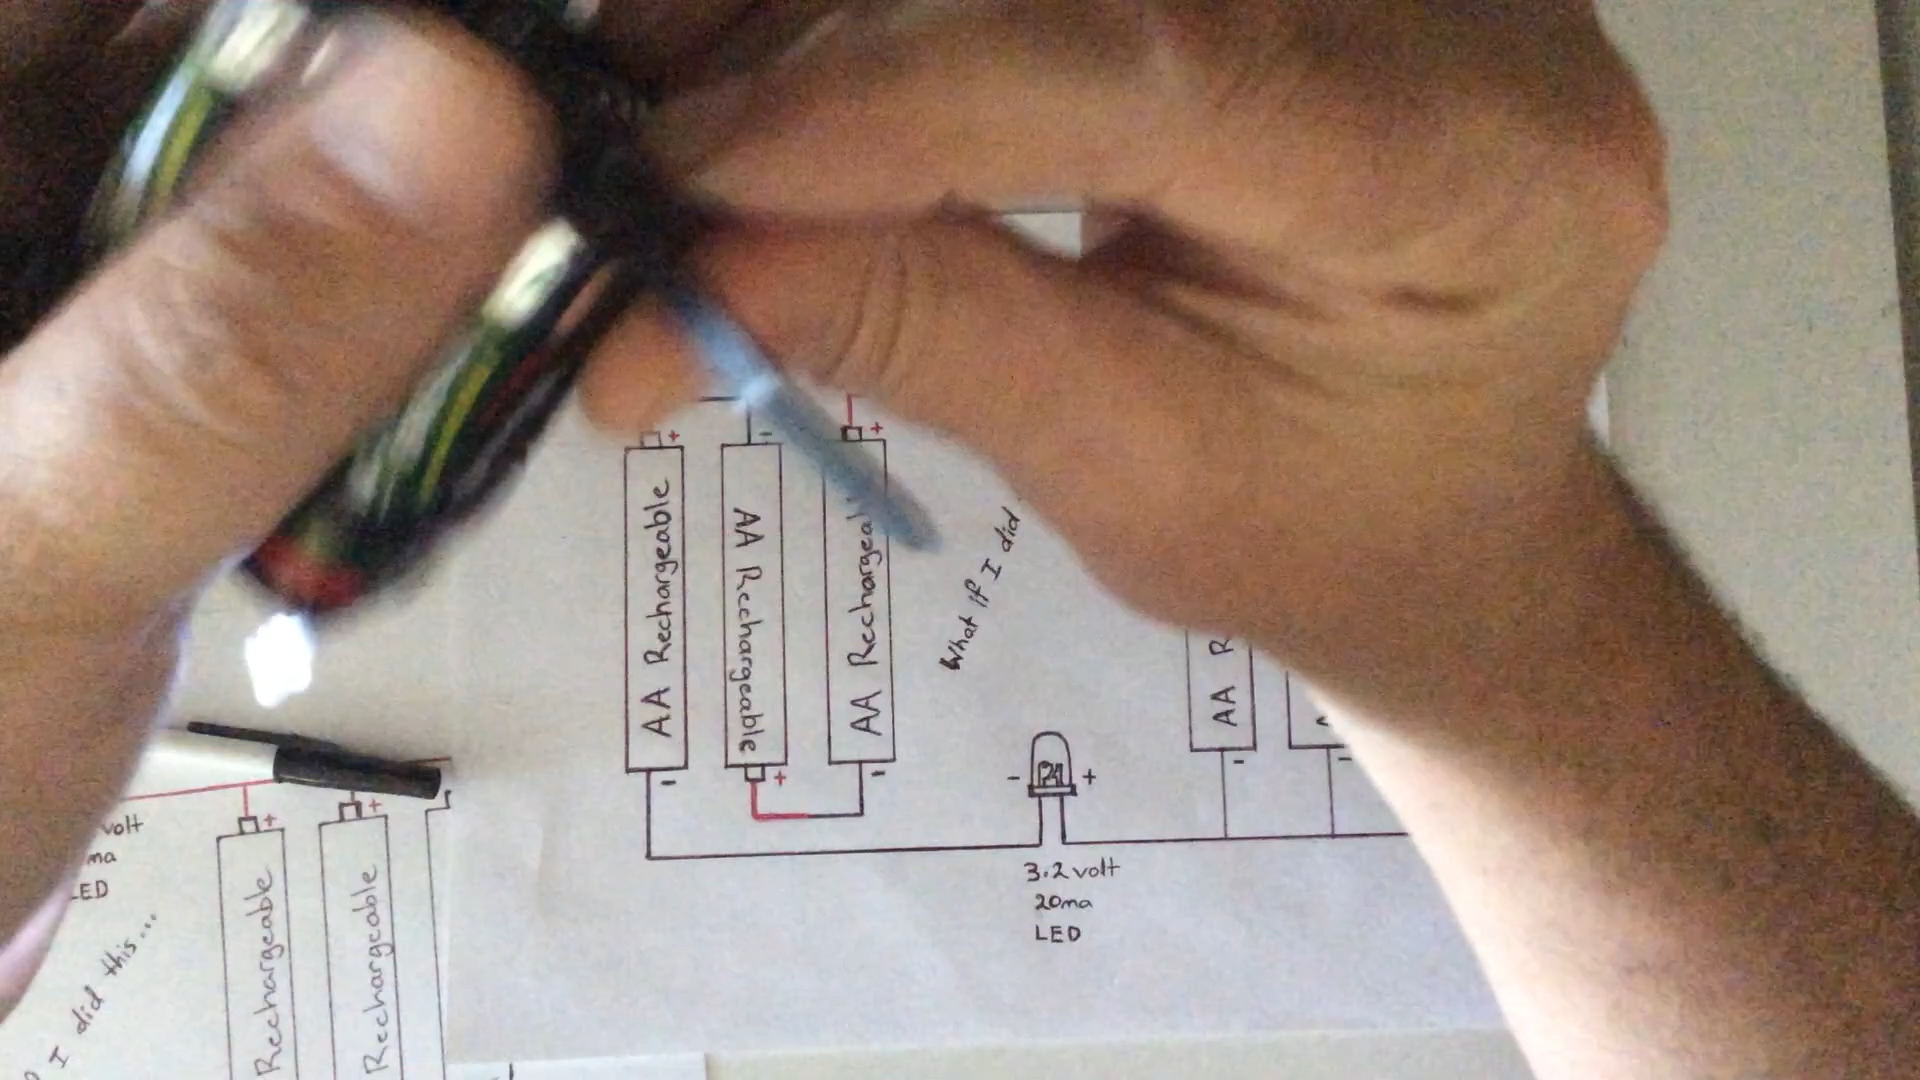 +
-
+
AA Rechargeable
AA Rechargeable
AA
What if I did
AA
- + -
- +
- -
3.2 volt
20ma
LED
volt
ma
LED
+ +
Rechargeable
Rechargeable
I did this...